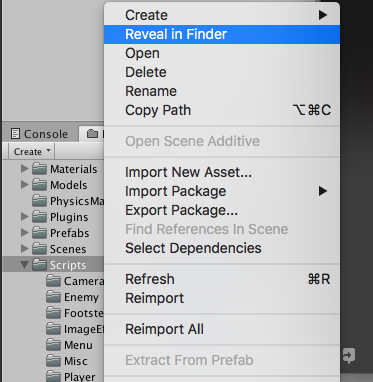 Create
Reveal in Finder
Open
Delete
Rename
Copy Path ⌥⌘C
Open Scene Additive
Import New Asset...
Import Package
Export Package...
Find References In Scene
Select Dependencies
Refresh ⌘R
Reimport
Reimport All
Extract From Prefab
Console
Create
Materials
Models
PhysicsMa
Plugins
Prefabs
Scenes
Scripts
Camera
Enemy
Footste
ImageEf
Menu
Misc
Player